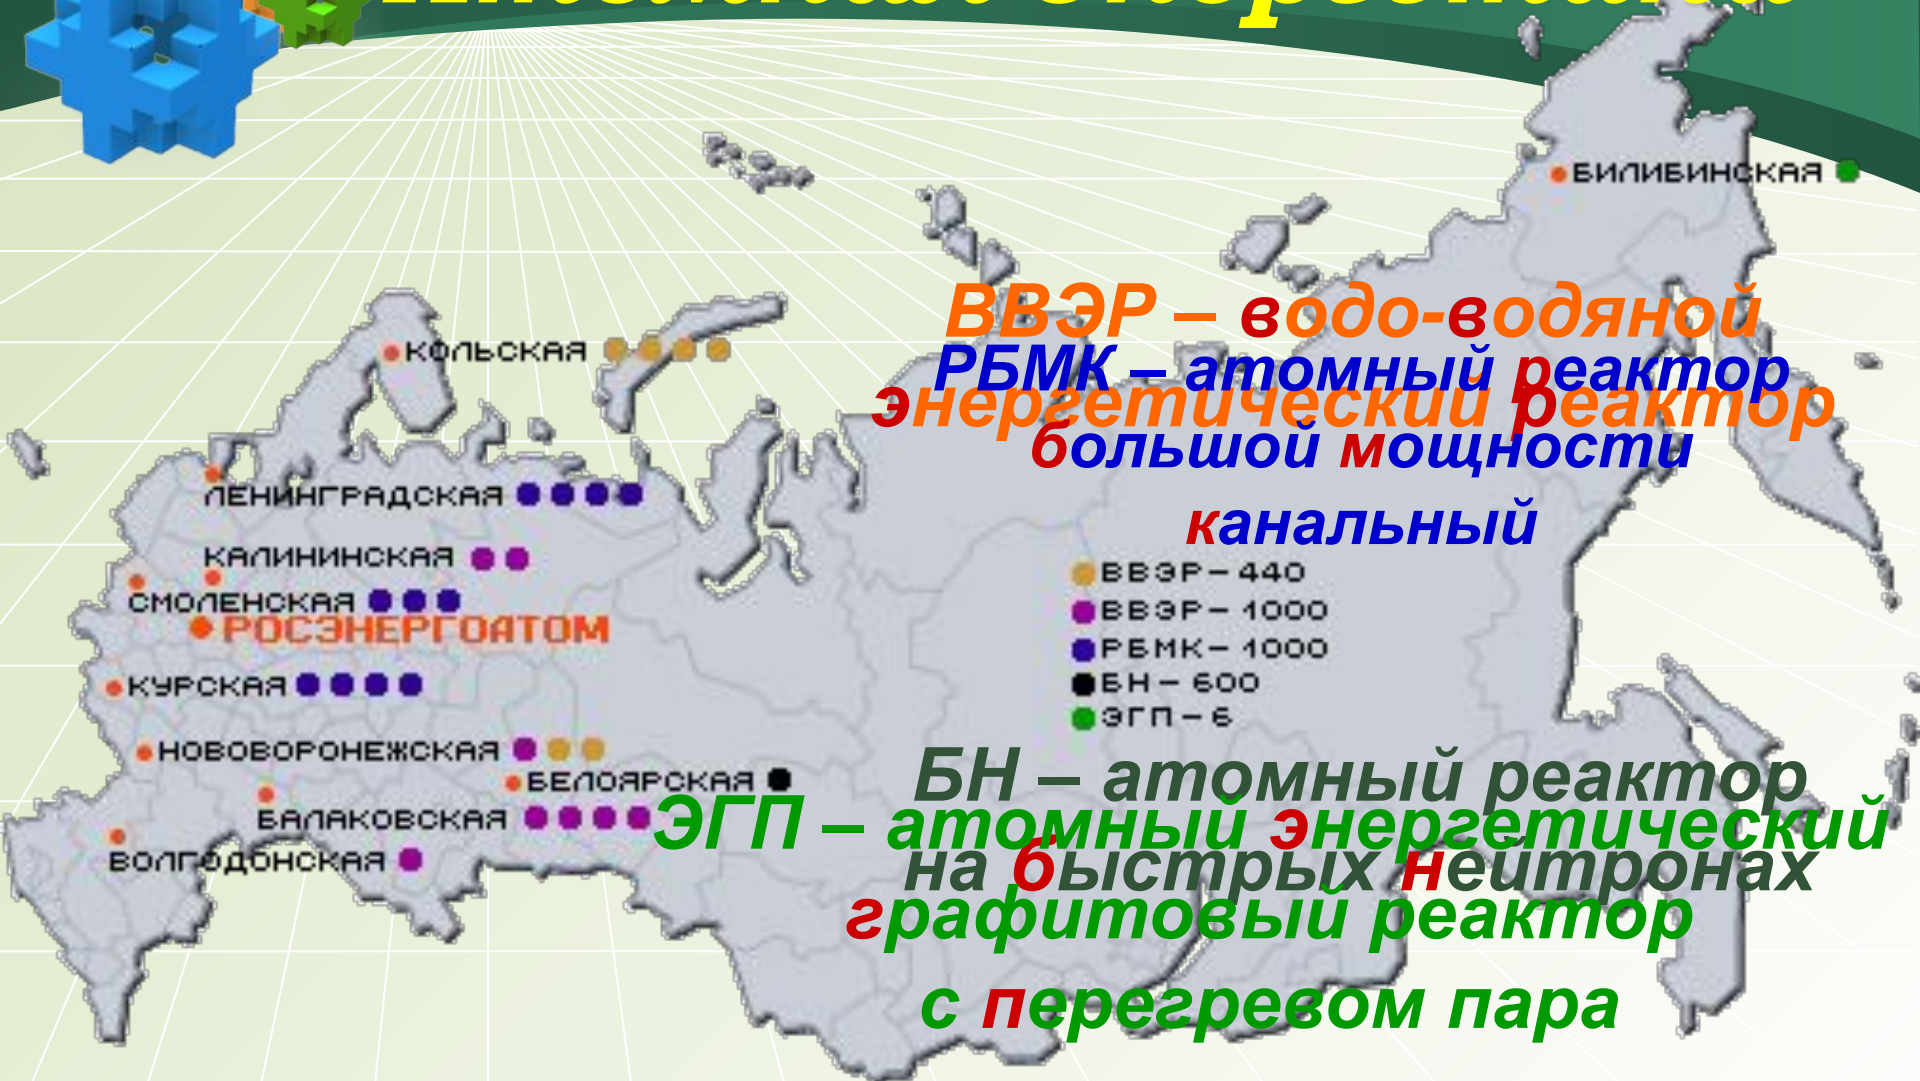 БИЛИБИНСКАЯ
ВВЭР – водо-водяной
энергетический реактор
КОЛЬСКАЯ
РБМК – атомный реактор
большой мощности
канальный
ЛЕНИНГРАДСКАЯ
КАЛИНИНСКАЯ
СМОЛЕНСКАЯ
РОСЭНЕРГОАТОМ
КУРСКАЯ
НОВОВОРОНЕЖСКАЯ
БЕЛОЯРСКАЯ
БАЛАКОВСКАЯ
ВОЛГОДОНСКАЯ
ВВЭР – 440
ВВЭР – 1000
РБМК – 1000
БН – 600
ЭГП – 6
БН – атомный реактор
на быстрых нейтронах
ЭГП – атомный энергетический
графитовый реактор
с перегревом пара